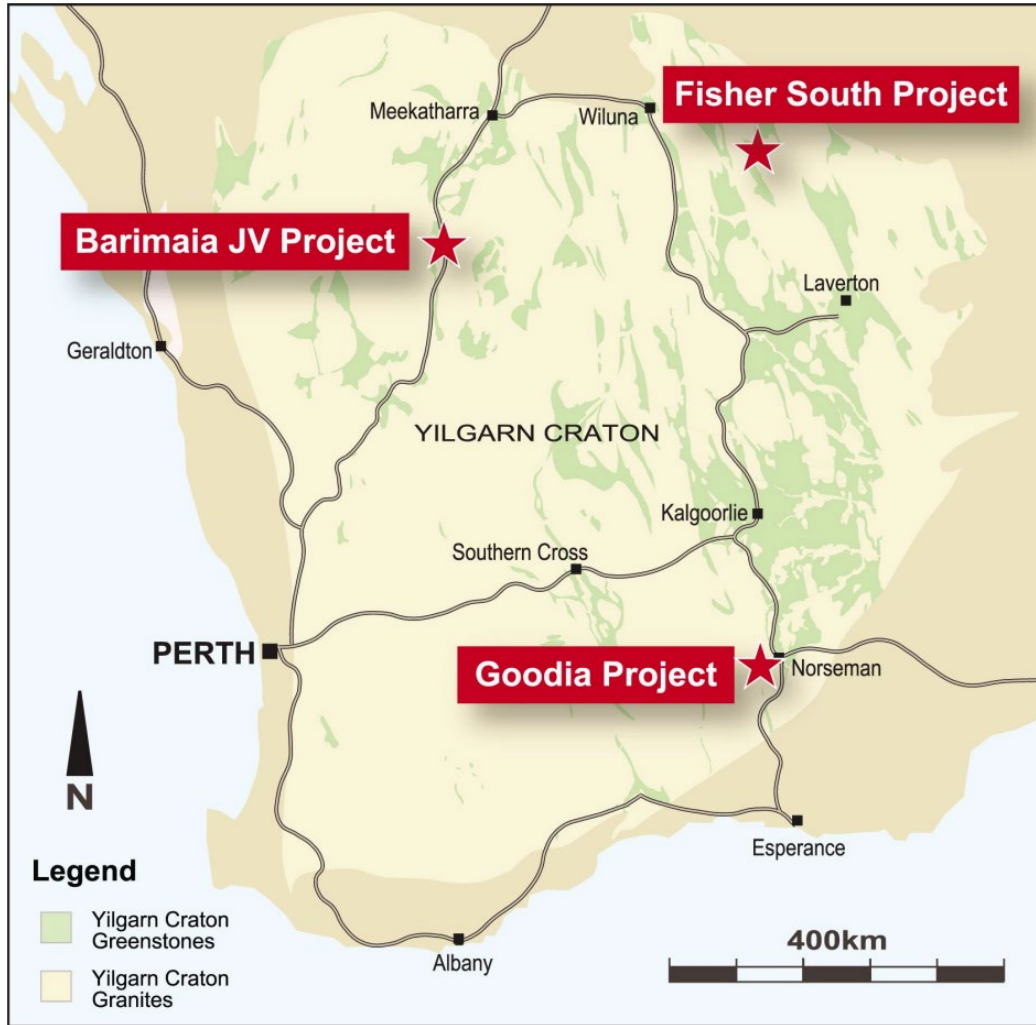 Fisher South Project
Meekatharra
Wiluna
Barimaia JV Project
Laverton
Geraldton
YILGARN CRATON
Kalgoorlie
Southern Cross
PERTH
Goodia Project
Norseman
N
Esperance
Legend
Yilgarn Craton
Greenstones
Yilgarn Craton
Granites
Albany
400km